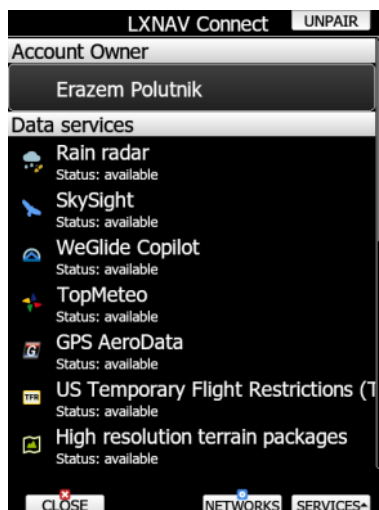 LXNAV Connect UNPAIR
Account Owner
Erazem Polutnik
Data services
Rain radar
Status: available
SkySight
Status: available
WeGlide Copilot
Status: available
TopMeteo
Status: available
GPS AeroData
Status: available
TFR US Temporary Flight Restrictions (T
Status: available
High resolution terrain packages
Status: available
CLOSE NETWORKS SERVICES